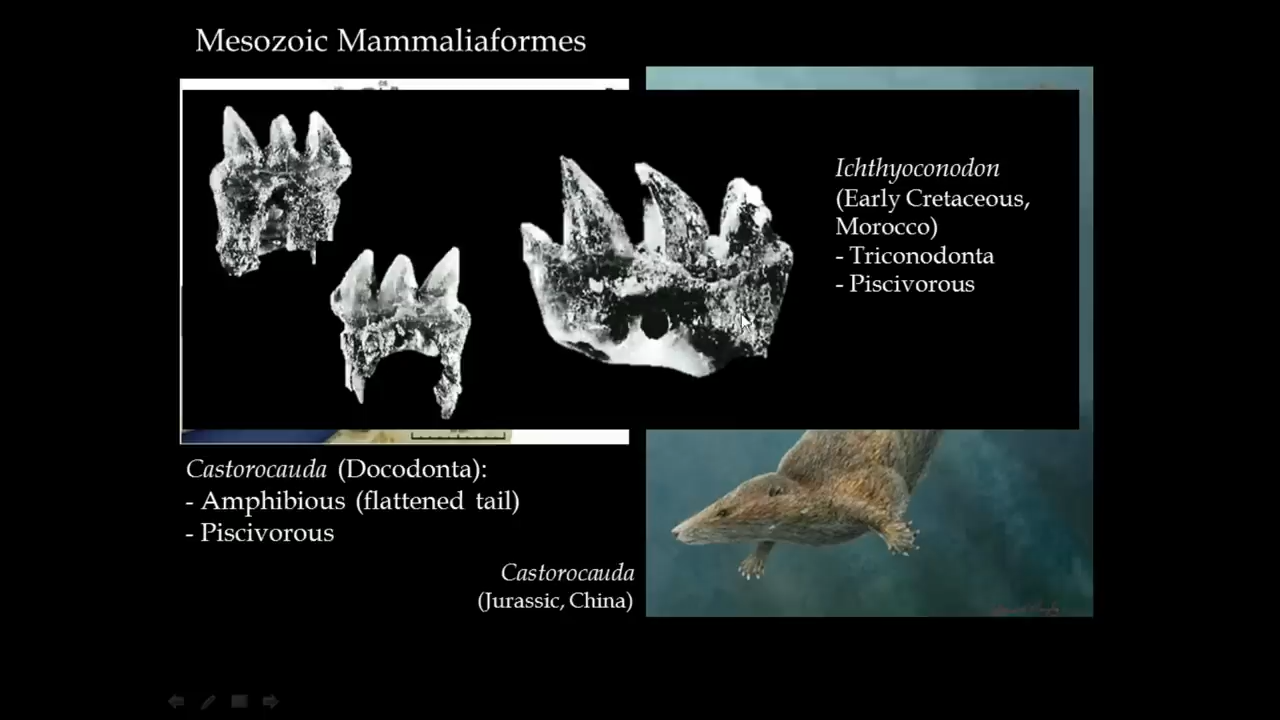 Mesozoic Mammaliaformes
Ichthyoconodon
(Early Cretaceous,
Morocco)
- Triconodonta
- Piscivorous
Castorocauda (Docodonta):
- Amphibious (flattened tail)
- Piscivorous
Castorocauda
(Jurassic, China)